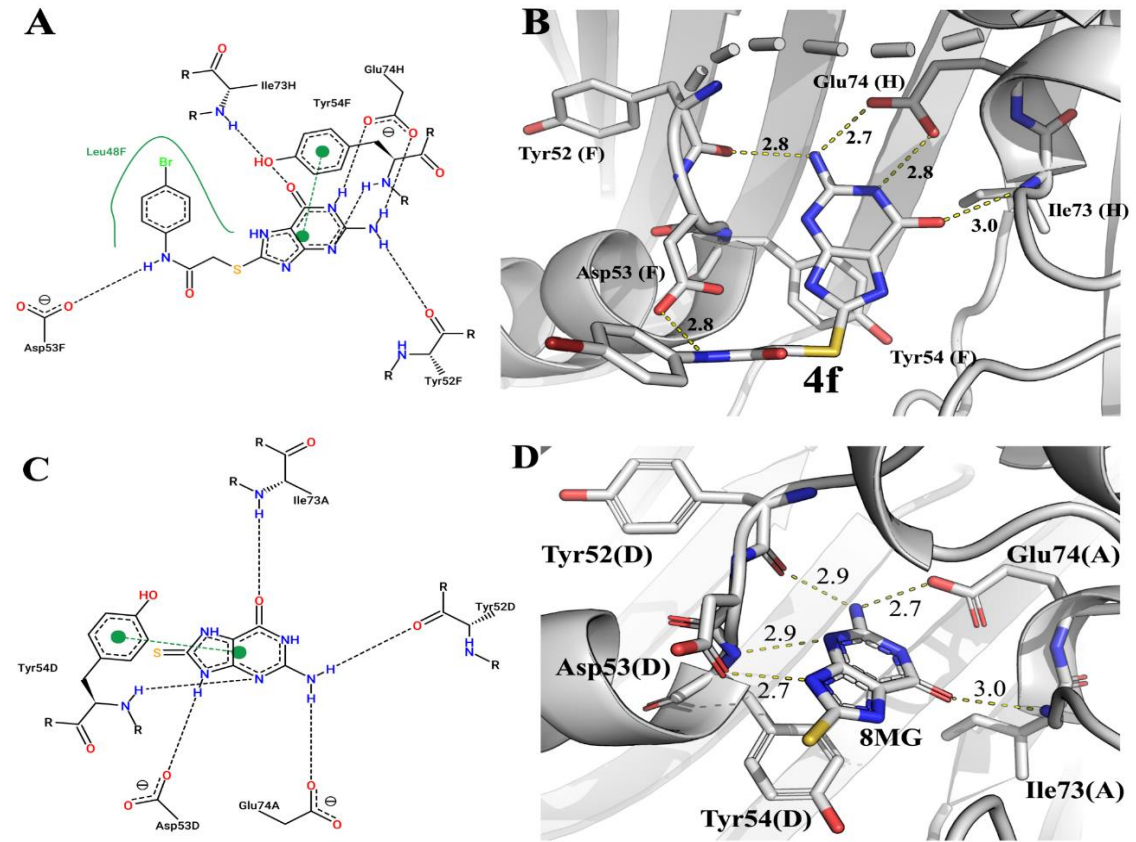 A
O
R
Ile73H
R
N
H
Glu74H
O
O
⊖
R
Tyr54F
HO
O
O
Leu48F
Br
H
N
O
S
HN
N
N
NH
N
H
H
N
H
R
N
R
O
O
⊖
Asp53F
O
R
H
N
R
Tyr52F
B
Tyr52 (F)
Glu74 (H)
2.8
2.7
2.8
3.0
Ile73 (H)
Asp53 (F)
2.8
Tyr54 (F)
4f
C
R
O
R
N
H
Ile73A
HO
O
S
NH
N
H
NH
N
N
H
H
R
O
Tyr52D
H
N
R
Tyr54D
H
N
R
R
O
O
O
⊖
Asp53D
Glu74A
O
O
⊖
D
Tyr52(D)
Glu74(A)
2.9
2.7
2.9
Asp53(D)
2.7
3.0
8MG
Ile73(A)
Tyr54(D)